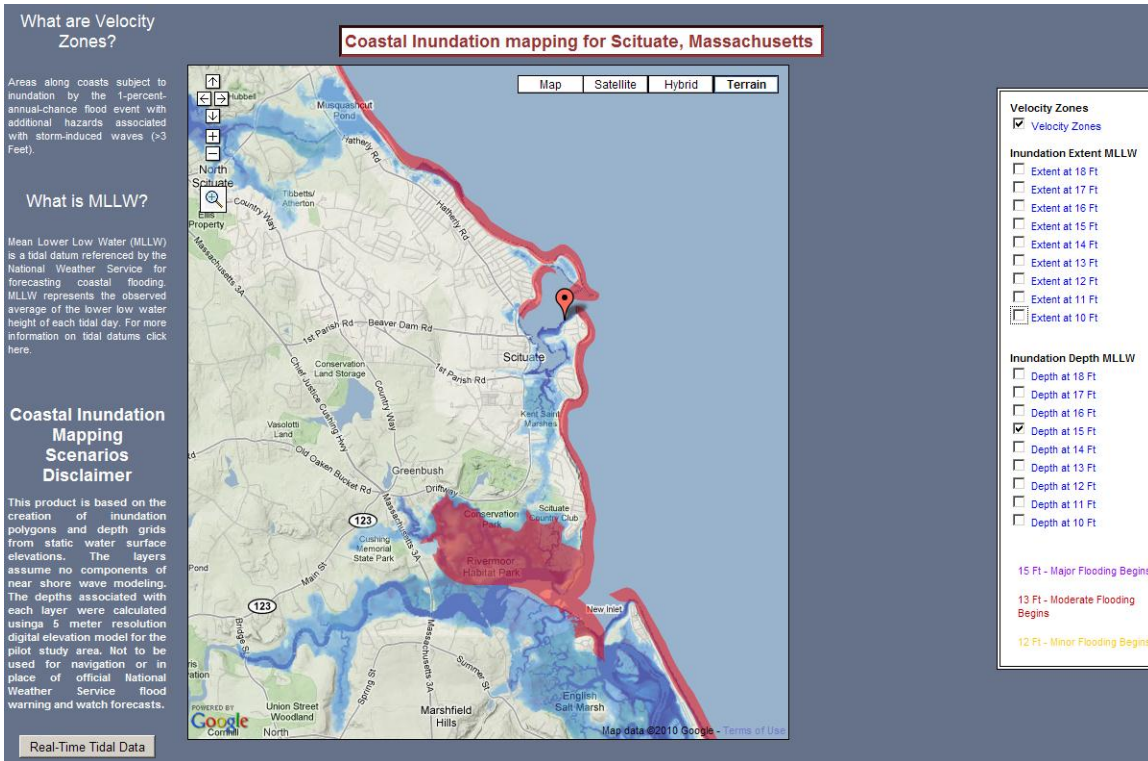 What are Velocity
Zones?
Areas along coasts subject to
inundation by the 1-percent-
annual-chance flood event with
additional hazards associated
with storm-induced waves (>3
Feet).
What is MLLW?
Mean Lower Low Water (MLLW)
is a tidal datum referenced by the
National Weather Service for
forecasting coastal flooding.
MLLW represents the observed
average of the lower low water
height of each tidal day. For more
information on tidal datums click
here.
Coastal Inundation
Mapping
Scenarios
Disclaimer
This product is based on the
creation of inundation
polygons and depth grids
from static water surface
elevations. The layers
assume no components of
near shore wave modeling.
The depths associated with
each layer were calculated
usinga 5 meter resolution
digital elevation model for the
pilot study area. Not to be
used for navigation or in
place of official National
Weather Service flood
warning and watch forecasts.
Real-Time Tidal Data
Coastal Inundation mapping for Scituate, Massachusetts
Map Satellite Hybrid Terrain
Hubbell
Musquashcut
Pond
Hatherly Rd
North
Scituate
Tibbetts/
Atherton
Ellis
Property
Country Way
Hatherly Rd
Massachusetts 3A
1st Parish Rd
Beaver Dam Rd
Scituate
1st Parish Rd
Conservation
Land Storage
Chief Justice Cushing Hwy
Country Way
Vasolotti
Land
Kent Saint
Marshes
Old Oaken Bucket Rd
Greenbush
Driftway
Massachusetts 3A
Conservation
Park
Scituate
Country Club
123
Cushing
Memorial
State Park
Rivermoor
Habitat Park
Pond
Main St
123
New Inlet
Bridge St
Massachusetts 3A
Summer St
Spring St
English
Salt Marsh
Union Street
Woodland
Marshfield
Hills
POWERED BY
Google
North
Map data ©2010 Google - Terms of Use
Velocity Zones
Velocity Zones
Inundation Extent MLLW
Extent at 18 Ft
Extent at 17 Ft
Extent at 16 Ft
Extent at 15 Ft
Extent at 14 Ft
Extent at 13 Ft
Extent at 12 Ft
Extent at 11 Ft
Extent at 10 Ft
Inundation Depth MLLW
Depth at 18 Ft
Depth at 17 Ft
Depth at 16 Ft
Depth at 15 Ft
Depth at 14 Ft
Depth at 13 Ft
Depth at 12 Ft
Depth at 11 Ft
Depth at 10 Ft
15 Ft - Major Flooding Begins
13 Ft - Moderate Flooding
Begins
12 Ft - Minor Flooding Begins